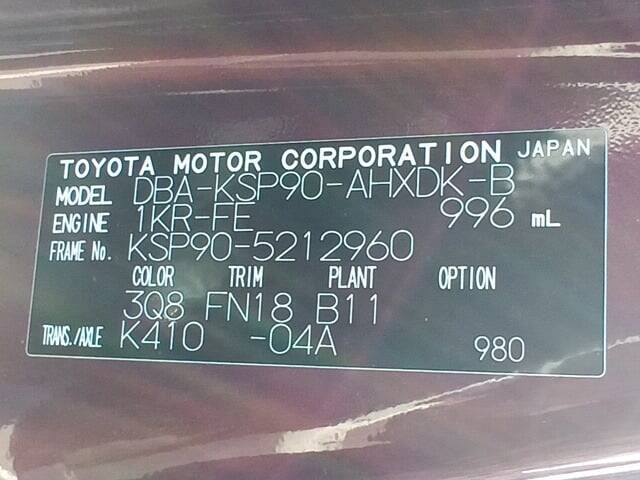 TOYOTA MOTOR CORPORATION JAPAN
MODEL DBA-KSP90-AHXDK-B
ENGINE 1KR-FE 996 mL
FRAME No. KSP90-5212960
COLOR TRIM PLANT OPTION
3Q8 FN18 B11
TRANS./AXLE K410 -04A 980